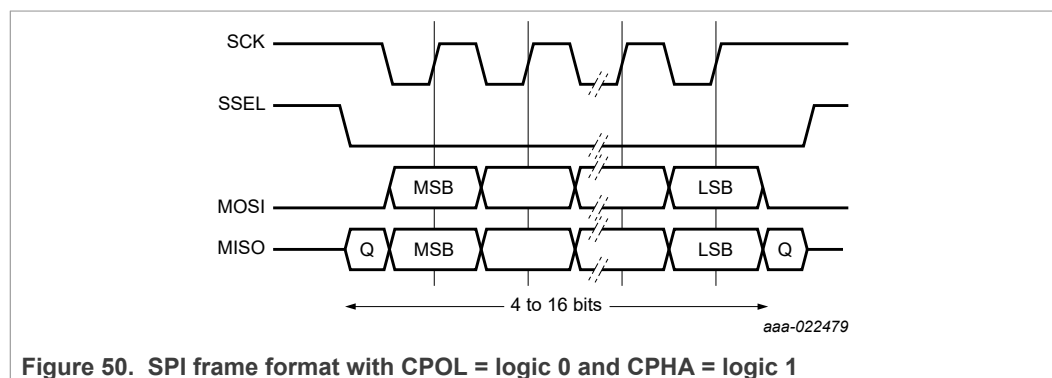 SCK
SSEL
MOSI
MSB
LSB
MISO
Q
MSB
LSB
Q
4 to 16 bits
aaa-022479
Figure 50. SPI frame format with CPOL = logic 0 and CPHA = logic 1